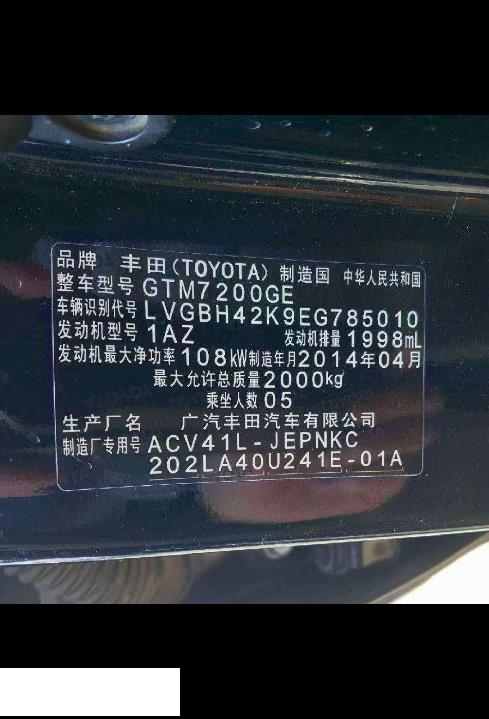 品牌 丰田(TOYOTA) 制造国 中华人民共和国
整车型号 GTM7200GE
车辆识别代号 LVGBH42K9EG785010
发动机型号 1AZ 发动机排量 1998mL
发动机最大净功率 108kW 制造年月 2014年04月
最大允许总质量 2000kg
乘坐人数 05
生产厂名 广汽丰田汽车有限公司
制造厂专用号 ACV41L-JEPNKC
202LA40U241E-01A